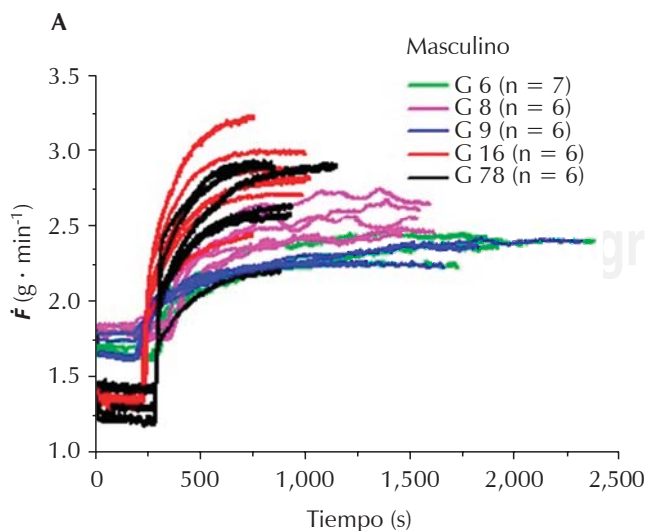 A
Masculino
G 6 (n = 7)
G 8 (n = 6)
G 9 (n = 6)
G 16 (n = 6)
G 78 (n = 6)
3.5
3.0
2.5
2.0
1.5
1.0
Ḟ (g · min⁻¹)
0
500
1,000
1,500
2,000
2,500
Tiempo (s)
gr